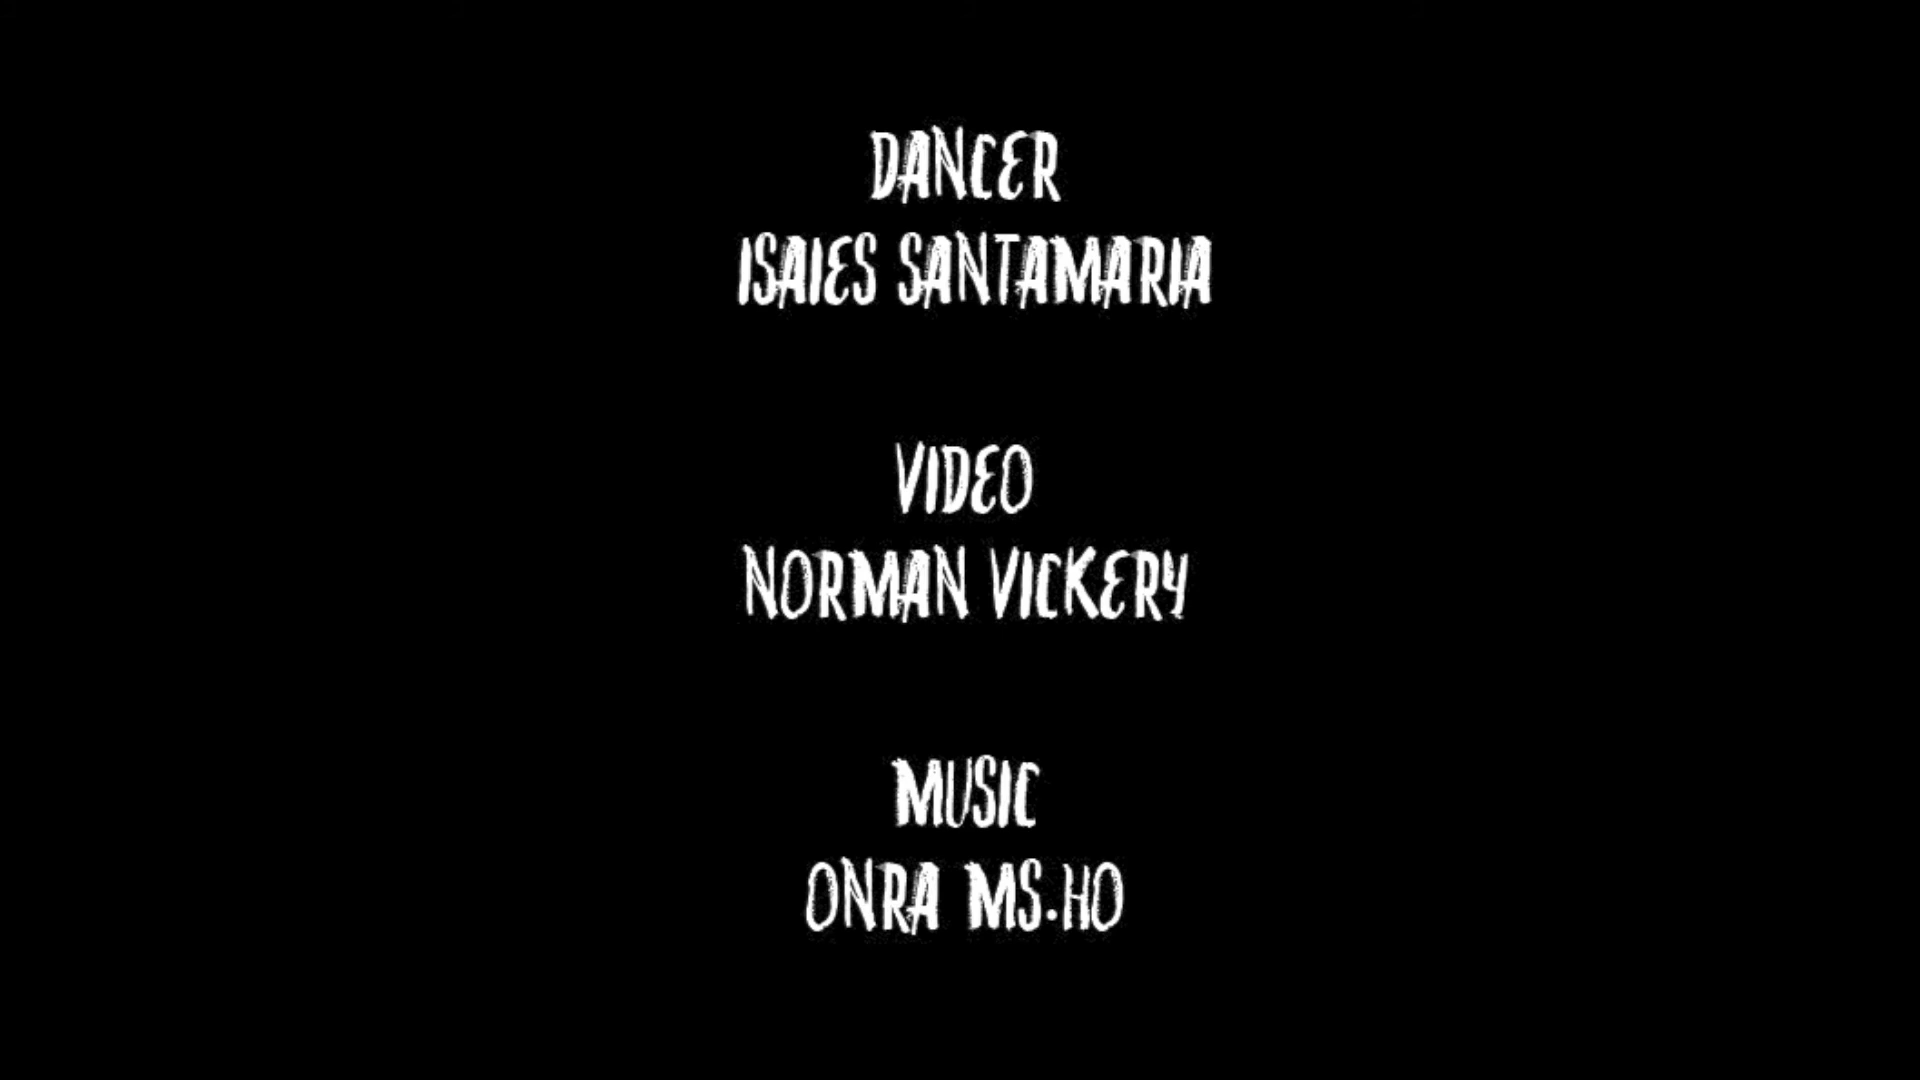 DANCER
ISAIES SANTAMARIA
VIDEO
NORMAN VICKERY
MUSIC
ONRA MS.HO